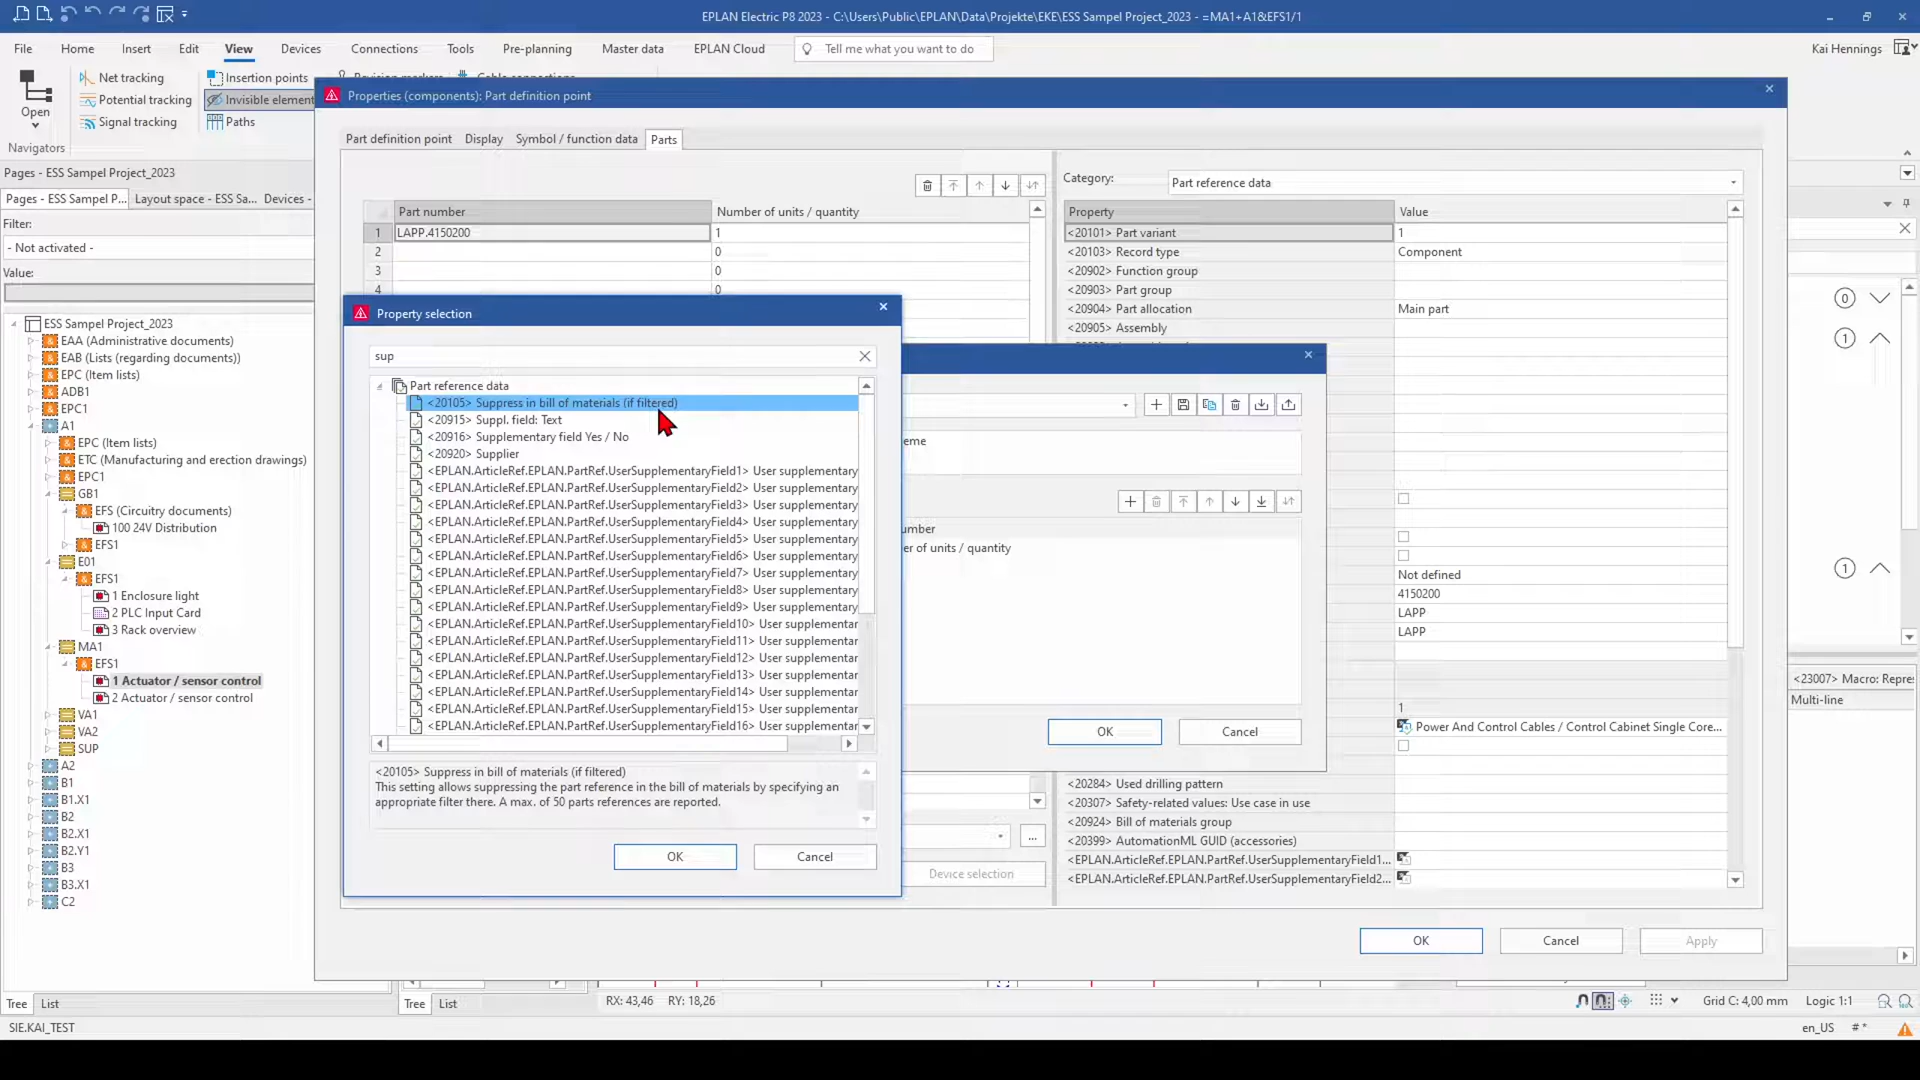 EPLAN Electric P8 2023 - C:\Users\Public\EPLAN\Data\Projekte\EKE\ESS Sampel Project_2023 - =MA1+A1&EFS1/1
File Home Insert Edit View Devices Connections Tools Pre-planning Master data EPLAN Cloud Tell me what you want to do Kai Hennings
Open
Navigators
Net tracking
Potential tracking
Signal tracking
Insertion points
Invisible element
Paths
Pages - ESS Sampel Project_2023
Pages - ESS Sampel P... Layout space - ESS Sa... Devices -
Filter:
- Not activated -
Value:
ESS Sampel Project_2023
EAA (Administrative documents)
EAB (Lists (regarding documents))
EPC (Item lists)
ADB1
EPC1
A1
EPC (Item lists)
ETC (Manufacturing and erection drawings)
EPC1
GB1
EFS (Circuitry documents)
100 24V Distribution
EFS1
E01
EFS1
1 Enclosure light
2 PLC Input Card
3 Rack overview
MA1
EFS1
1 Actuator / sensor control
2 Actuator / sensor control
VA1
VA2
SUP
A2
B1
B1.X1
B2
B2.X1
B2.Y1
B3
B3.X1
C2
Tree List
SIE.KAI_TEST
Properties (components): Part definition point
Part definition point Display Symbol / function data Parts
Part number Number of units / quantity
1 LAPP.4150200 1
2 0
3 0
4 0
Category: Part reference data
Property Value
<20101> Part variant 1
<20103> Record type Component
<20902> Function group
<20903> Part group
<20904> Part allocation Main part
<20905> Assembly
Not defined
4150200
LAPP
LAPP
1
Power And Control Cables / Control Cabinet Single Core...
<20284> Used drilling pattern
<20307> Safety-related values: Use case in use
<20924> Bill of materials group
<20399> AutomationML GUID (accessories)
<EPLAN.ArticleRef.EPLAN.PartRef.UserSupplementaryField1...
<EPLAN.ArticleRef.EPLAN.PartRef.UserSupplementaryField2...
Device selection
OK Cancel Apply
Property selection
sup
Part reference data
<20105> Suppress in bill of materials (if filtered)
<20915> Suppl. field: Text
<20916> Supplementary field Yes / No
<20920> Supplier
<EPLAN.ArticleRef.EPLAN.PartRef.UserSupplementaryField1> User supplementary
<EPLAN.ArticleRef.EPLAN.PartRef.UserSupplementaryField2> User supplementary
<EPLAN.ArticleRef.EPLAN.PartRef.UserSupplementaryField3> User supplementary
<EPLAN.ArticleRef.EPLAN.PartRef.UserSupplementaryField4> User supplementary
<EPLAN.ArticleRef.EPLAN.PartRef.UserSupplementaryField5> User supplementary
<EPLAN.ArticleRef.EPLAN.PartRef.UserSupplementaryField6> User supplementary
<EPLAN.ArticleRef.EPLAN.PartRef.UserSupplementaryField7> User supplementary
<EPLAN.ArticleRef.EPLAN.PartRef.UserSupplementaryField8> User supplementary
<EPLAN.ArticleRef.EPLAN.PartRef.UserSupplementaryField9> User supplementary
<EPLAN.ArticleRef.EPLAN.PartRef.UserSupplementaryField10> User supplementar
<EPLAN.ArticleRef.EPLAN.PartRef.UserSupplementaryField11> User supplementar
<EPLAN.ArticleRef.EPLAN.PartRef.UserSupplementaryField12> User supplementar
<EPLAN.ArticleRef.EPLAN.PartRef.UserSupplementaryField13> User supplementar
<EPLAN.ArticleRef.EPLAN.PartRef.UserSupplementaryField14> User supplementar
<EPLAN.ArticleRef.EPLAN.PartRef.UserSupplementaryField15> User supplementar
<EPLAN.ArticleRef.EPLAN.PartRef.UserSupplementaryField16> User supplementar
<20105> Suppress in bill of materials (if filtered)
This setting allows suppressing the part reference in the bill of materials by specifying an
appropriate filter there. A max. of 50 parts references are reported.
OK Cancel
eme
umber
er of units / quantity
OK Cancel
0
1
1
<23007> Macro: Repre
Multi-line
Tree List RX: 43,46 RY: 18,26 Grid C: 4,00 mm Logic 1:1
en_US # *